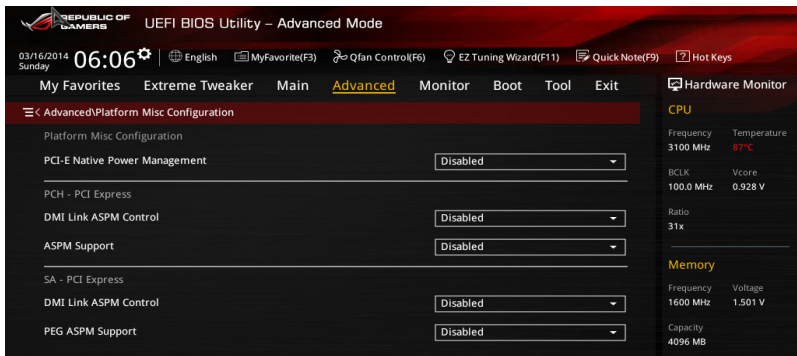 REPUBLIC OF
GAMERS
UEFI BIOS Utility – Advanced Mode
03/16/2014
Sunday
06:06
English
MyFavorite(F3)
Qfan Control(F6)
EZ Tuning Wizard(F11)
Quick Note(F9)
? Hot Keys
My Favorites
Extreme Tweaker
Main
Advanced
Monitor
Boot
Tool
Exit
Advanced\Platform Misc Configuration
Platform Misc Configuration
PCI-E Native Power Management Disabled
PCH - PCI Express
DMI Link ASPM Control Disabled
ASPM Support Disabled
SA - PCI Express
DMI Link ASPM Control Disabled
PEG ASPM Support Disabled
Hardware Monitor
CPU
Frequency Temperature
3100 MHz 87°C
BCLK Vcore
100.0 MHz 0.928 V
Ratio
31x
Memory
Frequency Voltage
1600 MHz 1.501 V
Capacity
4096 MB